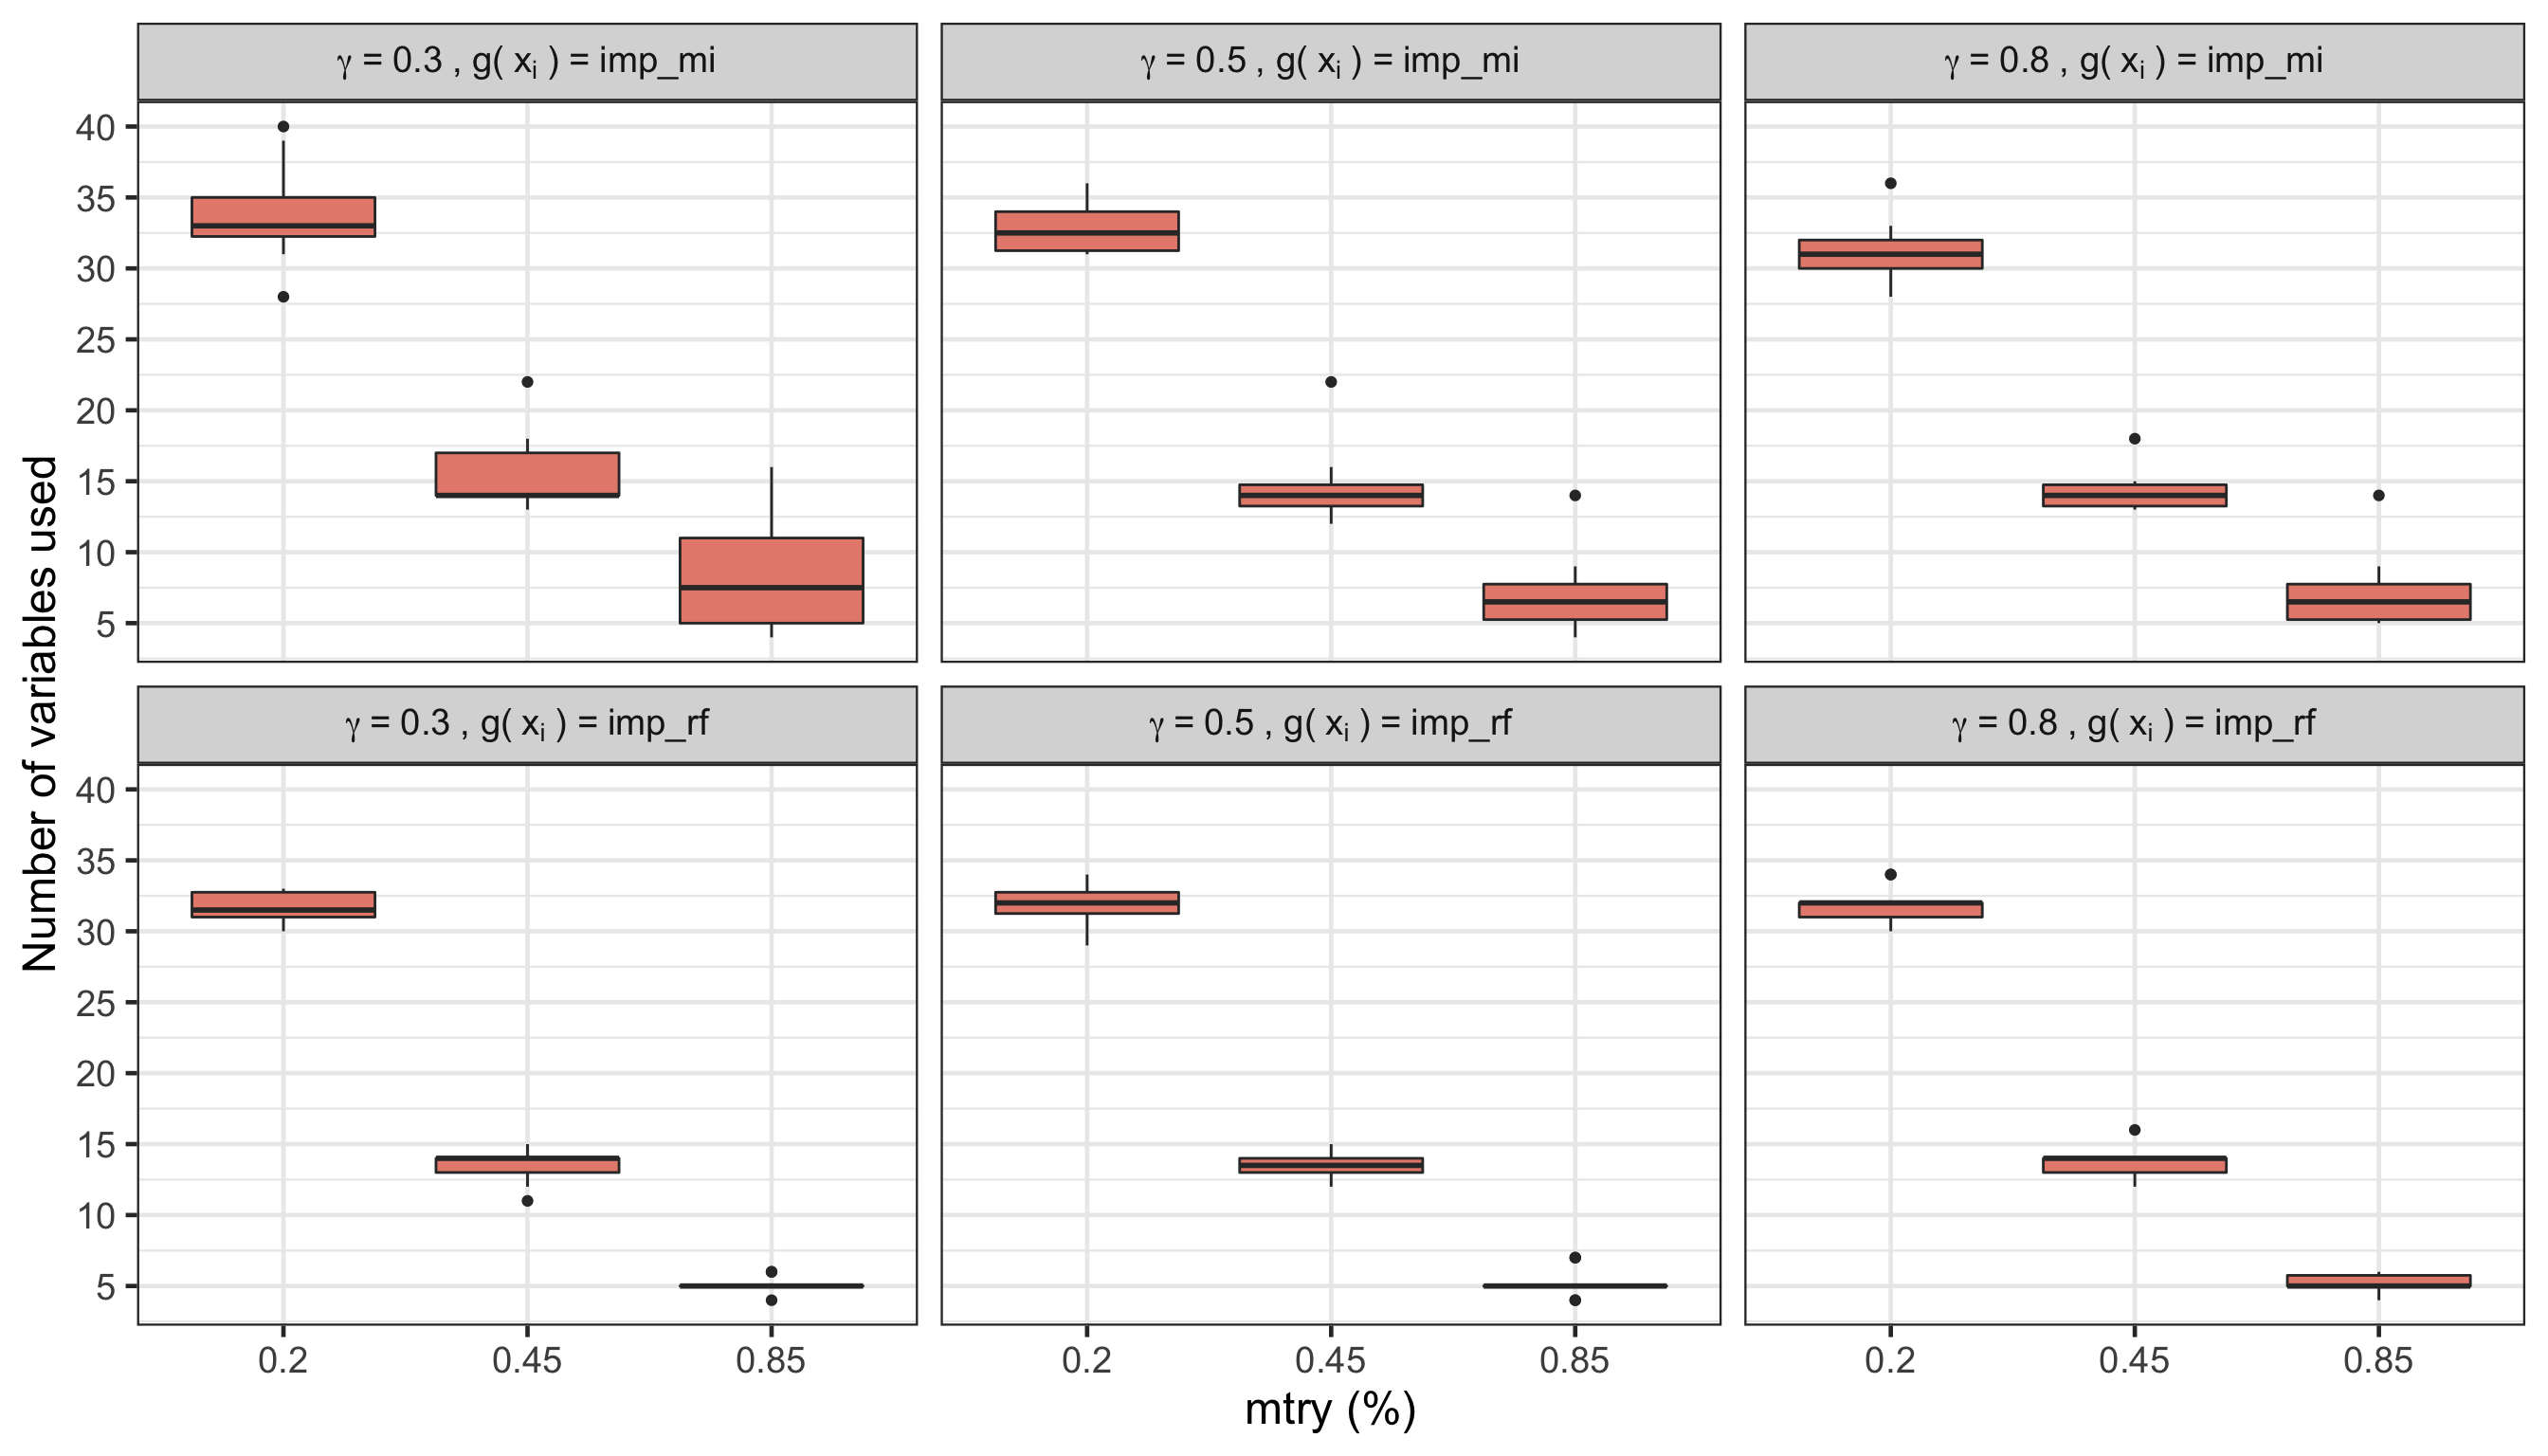 γ = 0.3 , g( xᵢ ) = imp_mi
γ = 0.5 , g( xᵢ ) = imp_mi
γ = 0.8 , g( xᵢ ) = imp_mi
40
35
30
25
20
15
10
5
Number of variables used
γ = 0.3 , g( xᵢ ) = imp_rf
γ = 0.5 , g( xᵢ ) = imp_rf
γ = 0.8 , g( xᵢ ) = imp_rf
40
35
30
25
20
15
10
5
0.2 0.45 0.85
0.2 0.45 0.85
0.2 0.45 0.85
mtry (%)